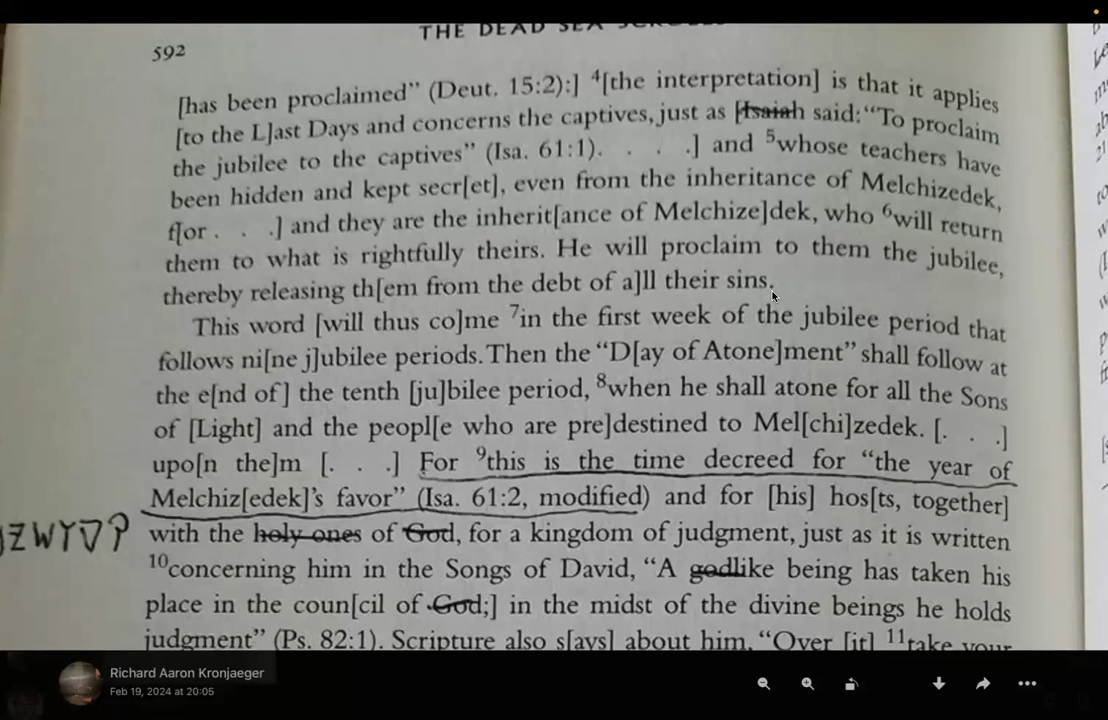 THE DEAD SEA SCROLLS
592
[has been proclaimed” (Deut. 15:2):] 4[the interpretation] is that it applies
[to the L]ast Days and concerns the captives, just as [Isaiah said: “To proclaim
the jubilee to the captives” (Isa. 61:1). . . .] and 5whose teachers have
been hidden and kept secr[et], even from the inheritance of Melchizedek,
f[or . . .] and they are the inherit[ance of Melchize]dek, who 6will return
them to what is rightfully theirs. He will proclaim to them the jubilee,
thereby releasing th[em from the debt of a]ll their sins.
This word [will thus co]me 7in the first week of the jubilee period that
follows ni[ne j]ubilee periods. Then the “D[ay of Atone]ment” shall follow at
the e[nd of] the tenth [ju]bilee period, 8when he shall atone for all the Sons
of [Light] and the peopl[e who are pre]destined to Mel[chi]zedek. [. . .]
upo[n the]m [. . .] For 9this is the time decreed for “the year of
Melchiz[edek]’s favor” (Isa. 61:2, modified) and for [his] hos[ts, together]
with the holy ones of God, for a kingdom of judgment, just as it is written
10concerning him in the Songs of David, “A godlike being has taken his
place in the coun[cil of God;] in the midst of the divine beings he holds
judgment” (Ps. 82:1). Scripture also s[ays] about him, “Over [it] 11take your
Richard Aaron Kronjaeger
Feb 19, 2024 at 20:05